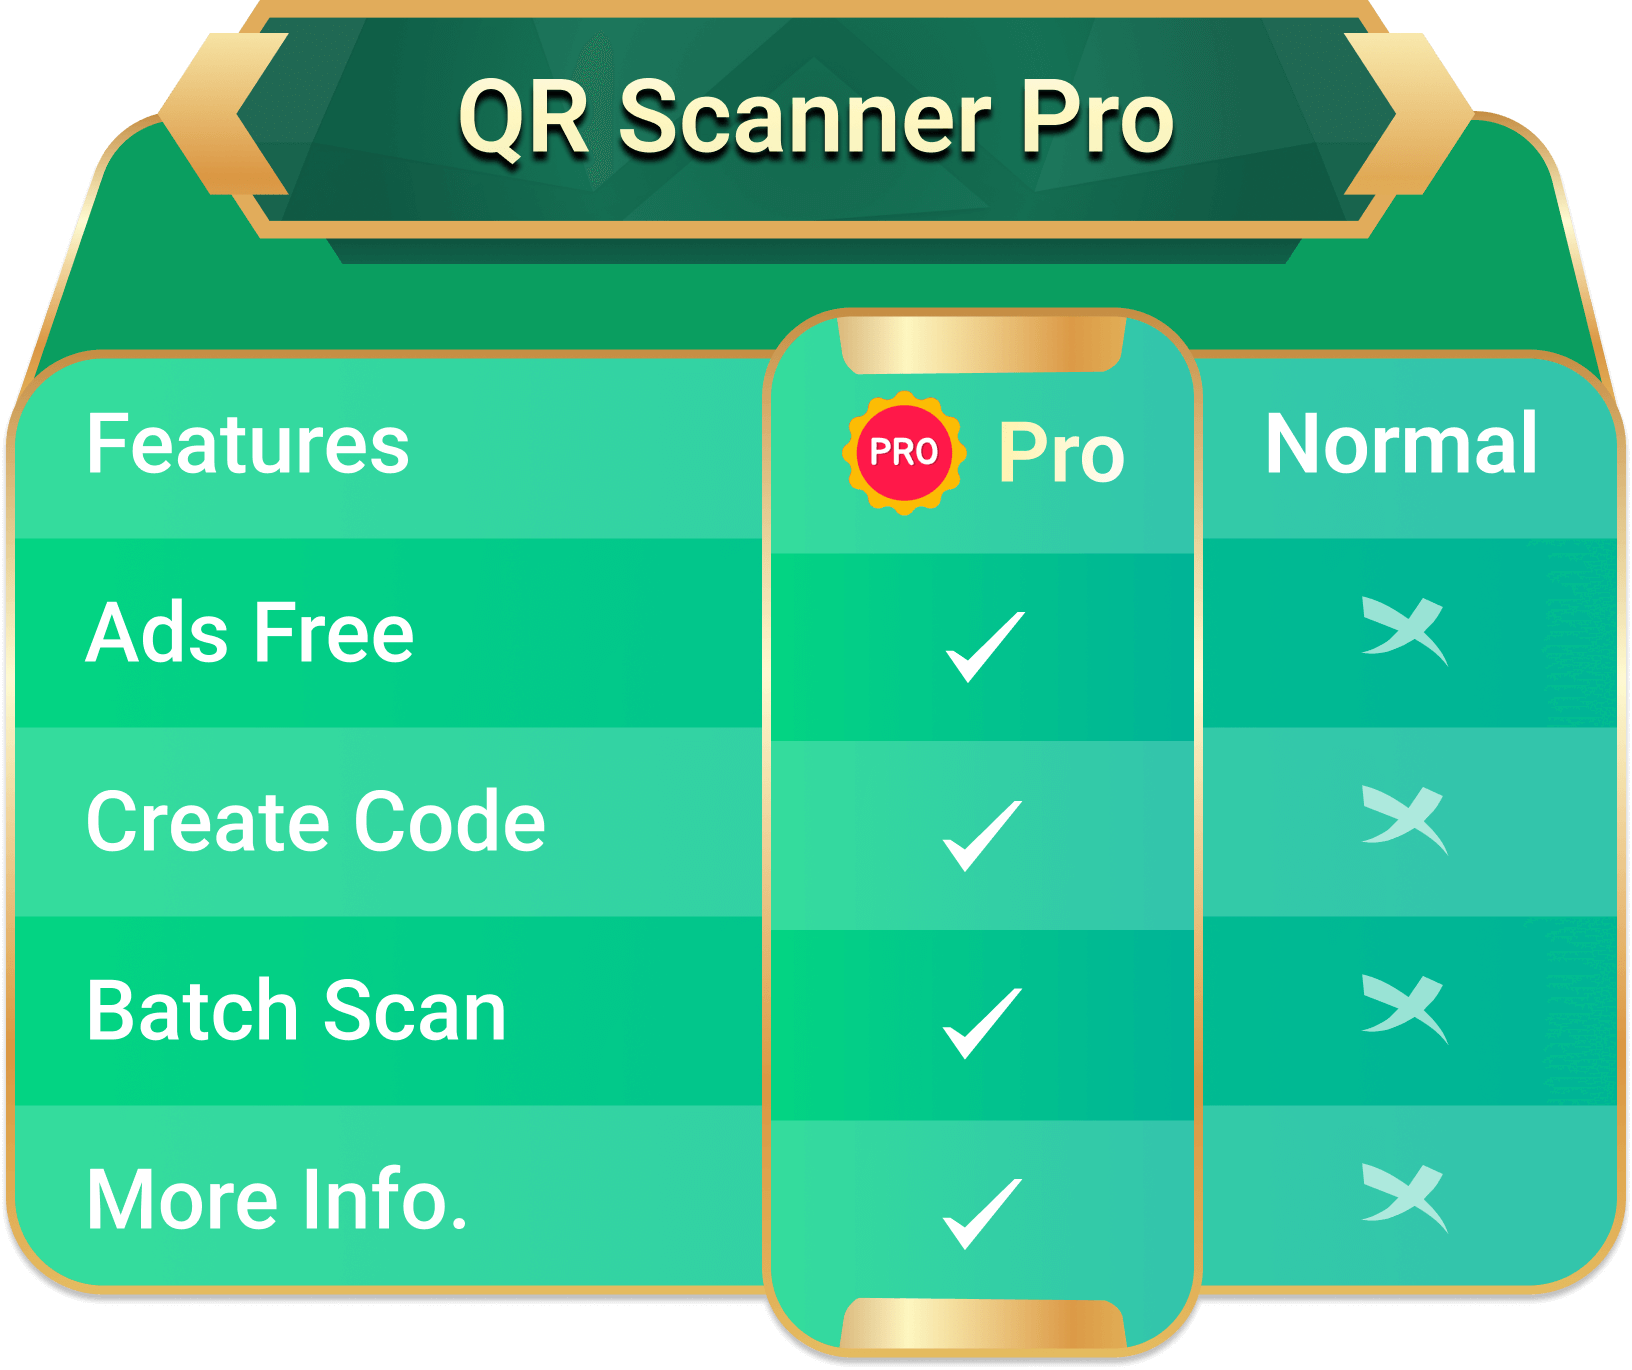 QR Scanner Pro
Features PRO Pro Normal
Ads Free
Create Code
Batch Scan
More Info.